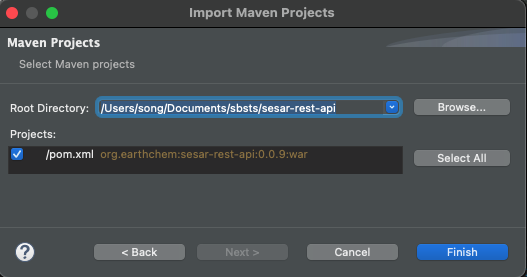 Import Maven Projects
Maven Projects
Select Maven projects
Root Directory: /Users/song/Documents/sbsts/sesar-rest-api Browse...
Projects:
/pom.xml org.earthchem:sesar-rest-api:0.0.9:war Select All
? < Back Next > Cancel Finish